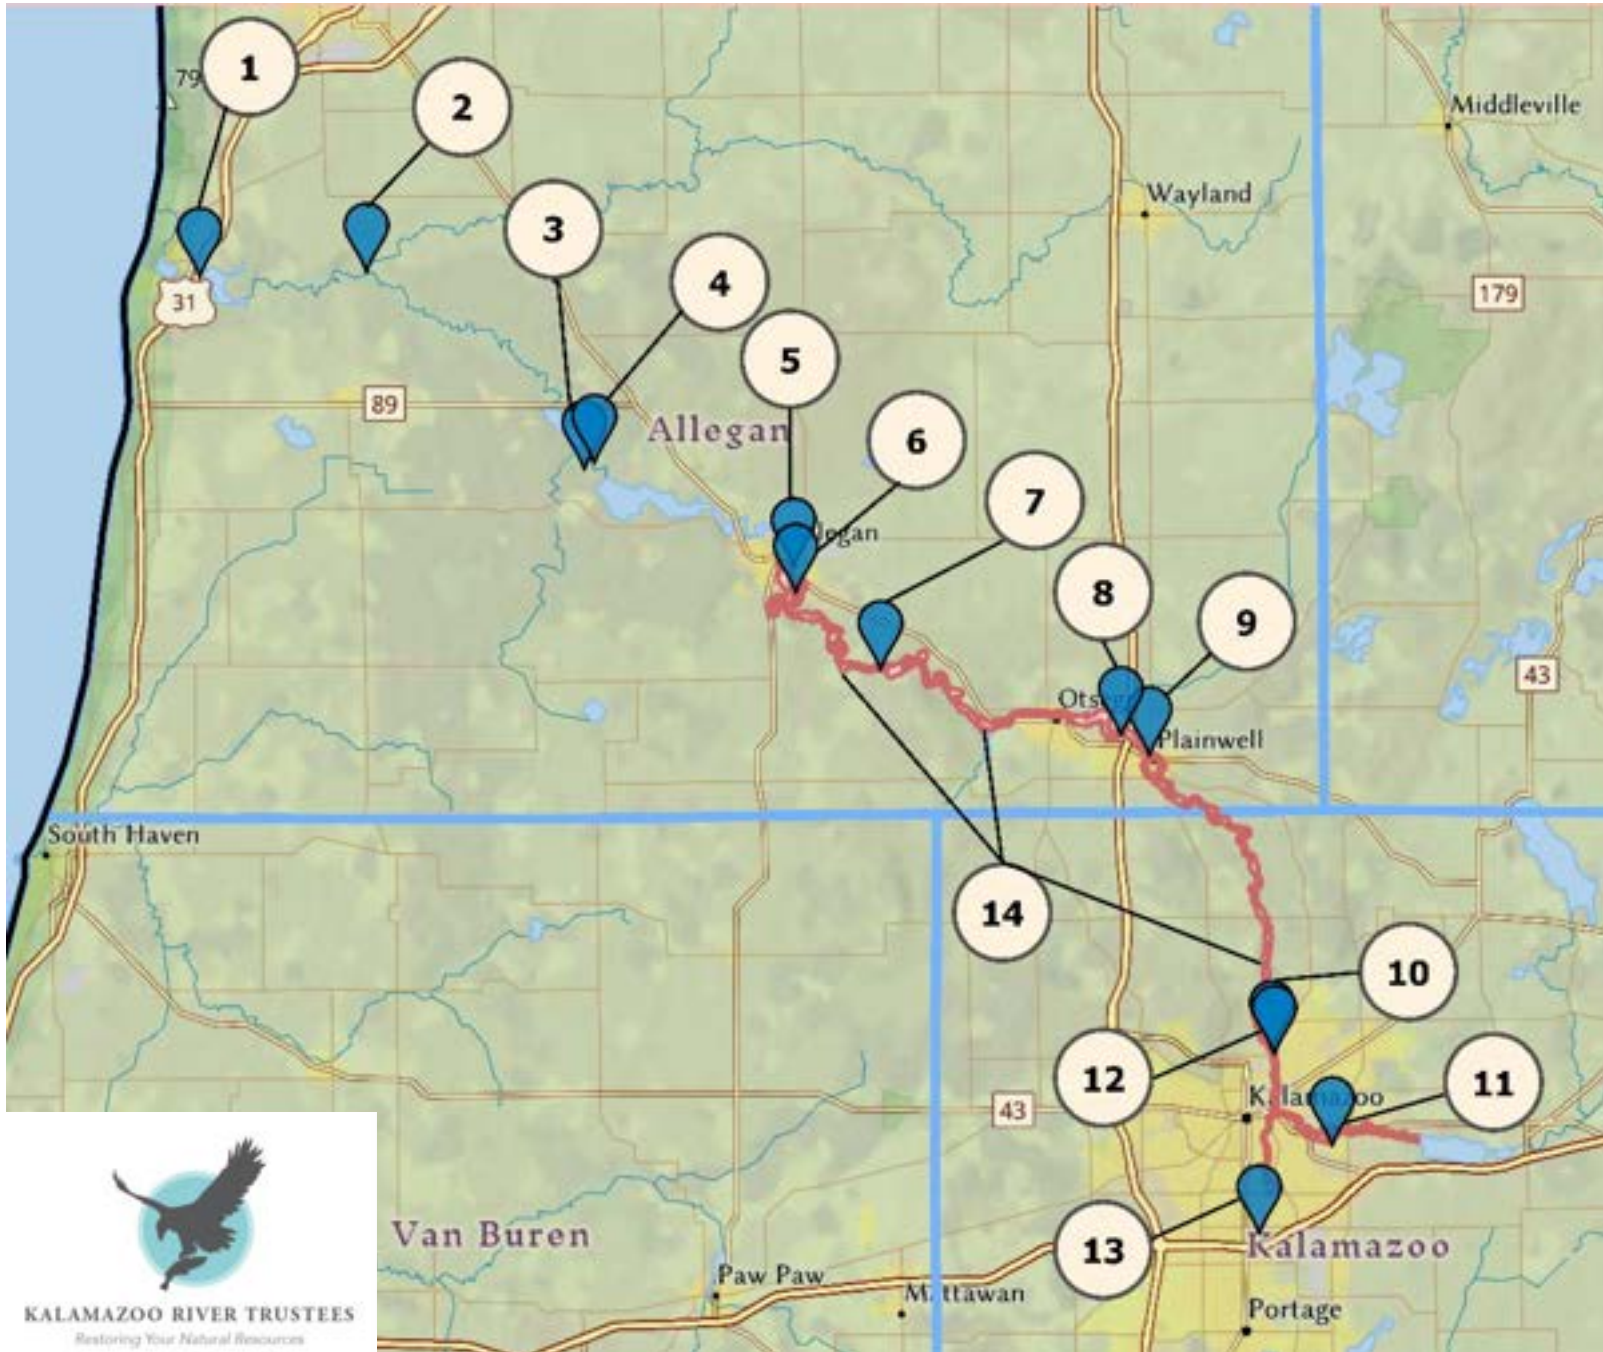 1
79
2
Middleville
Wayland
3
4
179
31
5
89
Allegan
6
7
legan
8
9
43
Otsego
Plainwell
South Haven
14
10
12
11
Kalamazoo
43
Van Buren
13
Kalamazoo
Paw Paw
Mattawan
Portage
KALAMAZOO RIVER TRUSTEES
Restoring Your Natural Resources